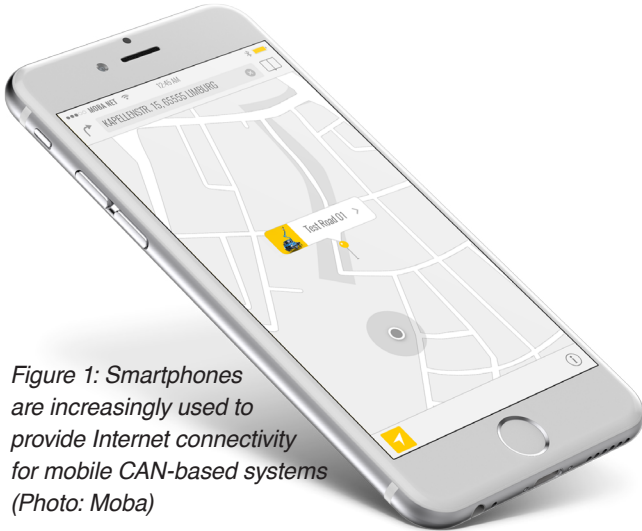 MOBA.NET
12:45 AM
KAPELLENSTR. 15, 65555 LIMBURG
Test Road 01
Figure 1: Smartphones
are increasingly used to
provide Internet connectivity
for mobile CAN-based systems
(Photo: Moba)